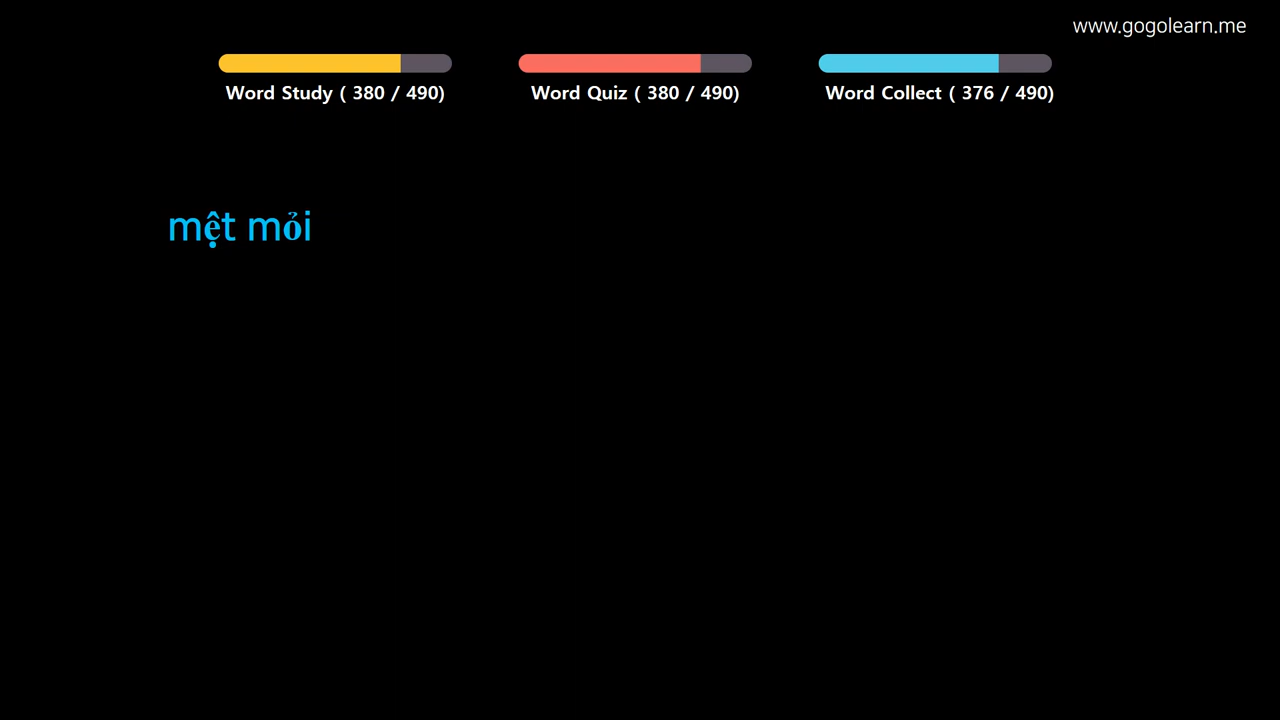 www.gogolearn.me
Word Study ( 380 / 490)
Word Quiz ( 380 / 490)
Word Collect ( 376 / 490)
mệt mỏi